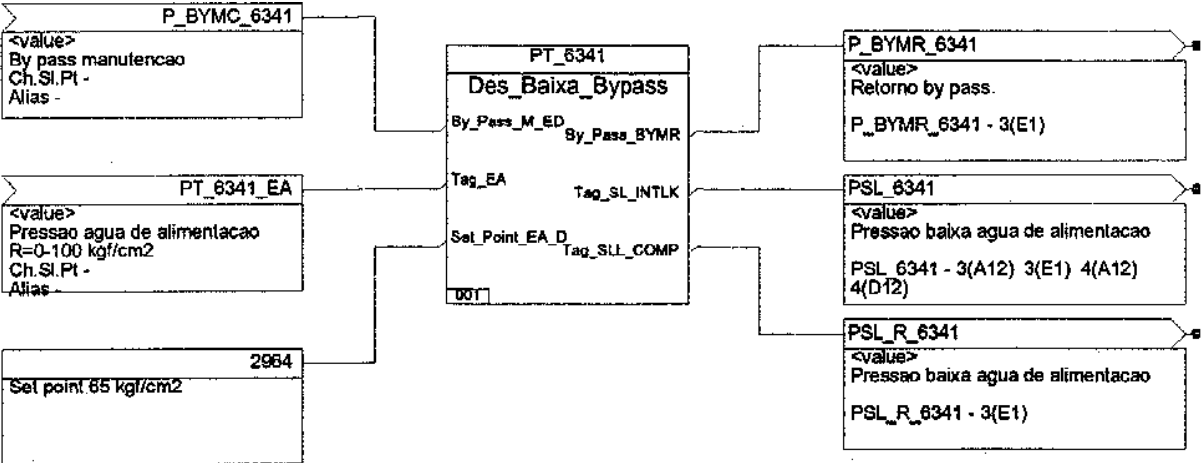 P_BYMC_6341
<value>
By pass manutencao
Ch.Sl.Pt -
Alias -
PT_6341_EA
<value>
Pressao agua de alimentacao
R=0-100 kgf/cm2
Ch.Sl.Pt -
Alias -
2984
Set point 65 kgf/cm2
PT_6341
Des_Baixa_Bypass
By_Pass_M_ED
By_Pass_BYMR
Tag_EA
Tag_SL_INTLK
Set_Point_EA_D
Tag_SLL_COMP
001
P_BYMR_6341
<value>
Retorno by pass.
P_BYMR_6341 - 3(E1)
PSL_6341
<value>
Pressao baixa agua de alimentacao
PSL_6341 - 3(A12) 3(E1) 4(A12)
4(D12)
PSL_R_6341
<value>
Pressao baixa agua de alimentacao
PSL_R_6341 - 3(E1)